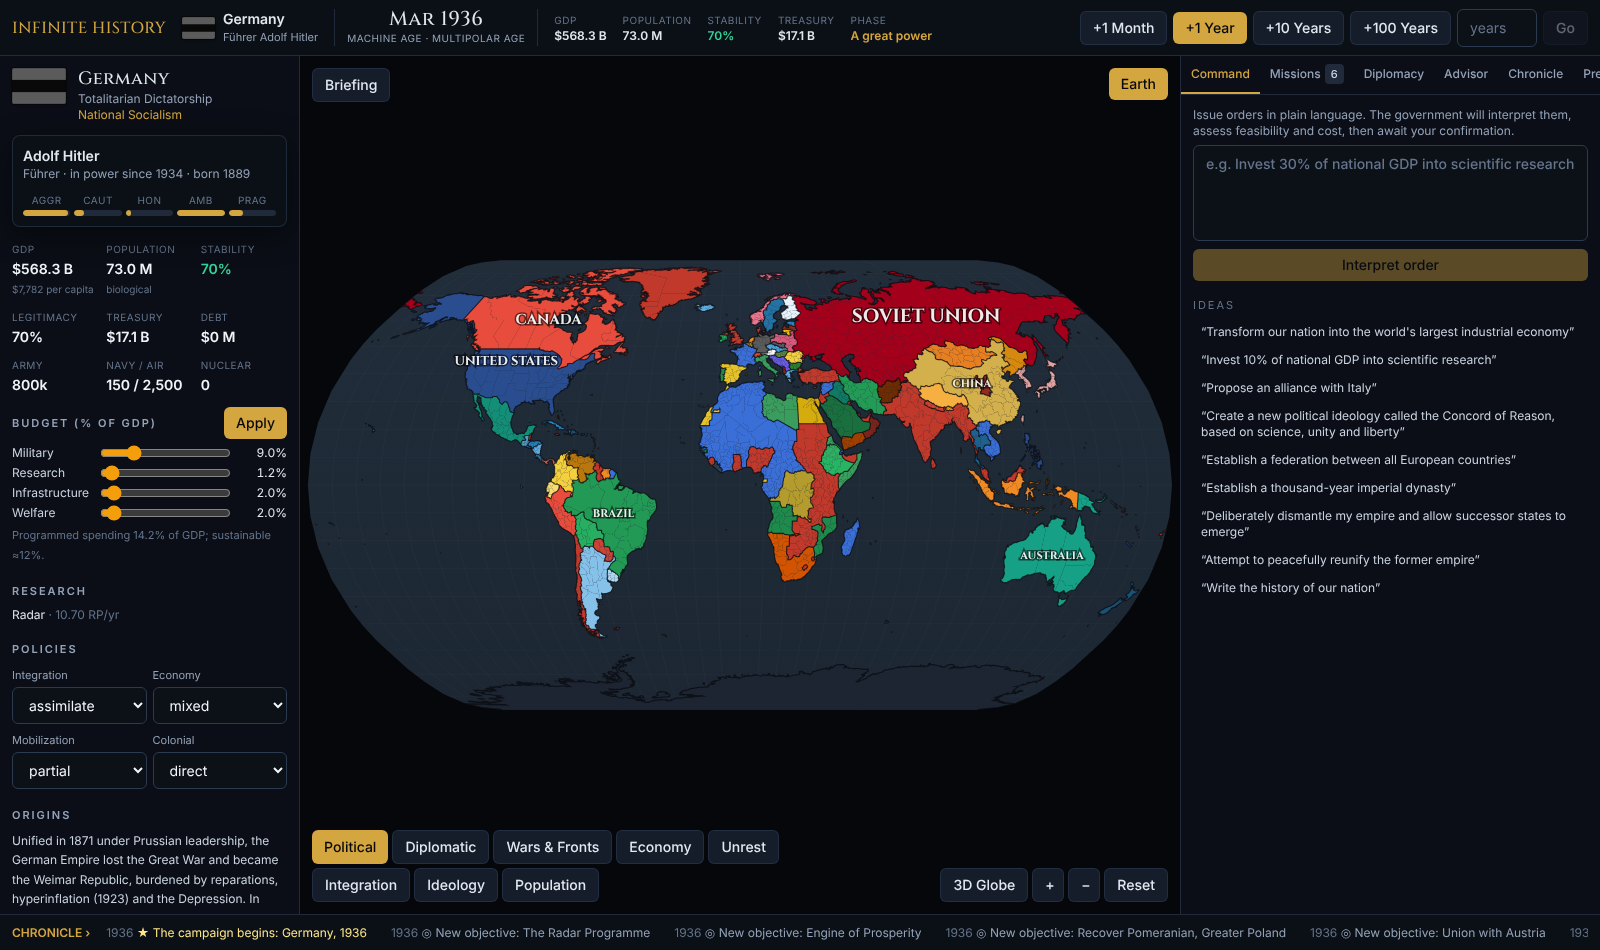 INFINITE HISTORY
Germany
Führer Adolf Hitler
MAR 1936
MACHINE AGE · MULTIPOLAR AGE
GDP
$568.3 B
POPULATION
73.0 M
STABILITY
70%
TREASURY
$17.1 B
PHASE
A great power
+1 Month
+1 Year
+10 Years
+100 Years
years
Go
GERMANY
Totalitarian Dictatorship
National Socialism
Adolf Hitler
Führer · in power since 1934 · born 1889
AGGR CAUT HON AMB PRAG
GDP POPULATION STABILITY
$568.3 B 73.0 M 70%
$7,782 per capita biological
LEGITIMACY TREASURY DEBT
70% $17.1 B $0 M
ARMY NAVY / AIR NUCLEAR
800k 150 / 2,500 0
BUDGET (% OF GDP) Apply
Military 9.0%
Research 1.2%
Infrastructure 2.0%
Welfare 2.0%
Programmed spending 14.2% of GDP; sustainable
≈12%.
RESEARCH
Radar · 10.70 RP/yr
POLICIES
Integration Economy
assimilate mixed
Mobilization Colonial
partial direct
ORIGINS
Unified in 1871 under Prussian leadership, the
German Empire lost the Great War and became
the Weimar Republic, burdened by reparations,
hyperinflation (1923) and the Depression. In
Briefing
Earth
CANADA
SOVIET UNION
UNITED STATES
CHINA
BRAZIL
AUSTRALIA
Political Diplomatic Wars & Fronts Economy Unrest
Integration Ideology Population
3D Globe + − Reset
Command Missions 6 Diplomacy Advisor Chronicle Pre
Issue orders in plain language. The government will interpret them,
assess feasibility and cost, then await your confirmation.
e.g. Invest 30% of national GDP into scientific research
Interpret order
IDEAS
“Transform our nation into the world's largest industrial economy”
“Invest 10% of national GDP into scientific research”
“Propose an alliance with Italy”
“Create a new political ideology called the Concord of Reason,
based on science, unity and liberty”
“Establish a federation between all European countries”
“Establish a thousand-year imperial dynasty”
“Deliberately dismantle my empire and allow successor states to
emerge”
“Attempt to peacefully reunify the former empire”
“Write the history of our nation”
CHRONICLE › 1936 ★ The campaign begins: Germany, 1936 1936 ◎ New objective: The Radar Programme 1936 ◎ New objective: Engine of Prosperity 1936 ◎ New objective: Recover Pomeranian, Greater Poland 1936 ◎ New objective: Union with Austria 193